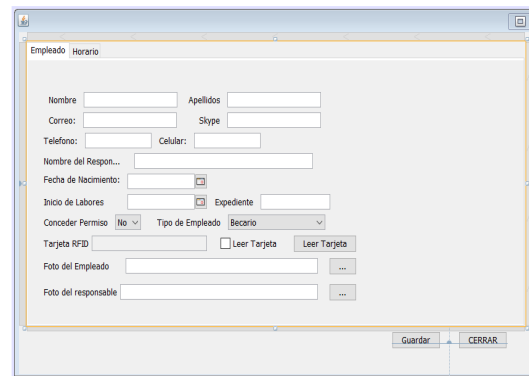 Empleado Horario
Nombre Apellidos
Correo: Skype
Telefono: Celular:
Nombre del Respon...
Fecha de Nacimiento:
Inicio de Labores Expediente
Conceder Permiso No Tipo de Empleado Becario
Tarjeta RFID Leer Tarjeta Leer Tarjeta
Foto del Empleado ...
Foto del responsable ...
Guardar CERRAR